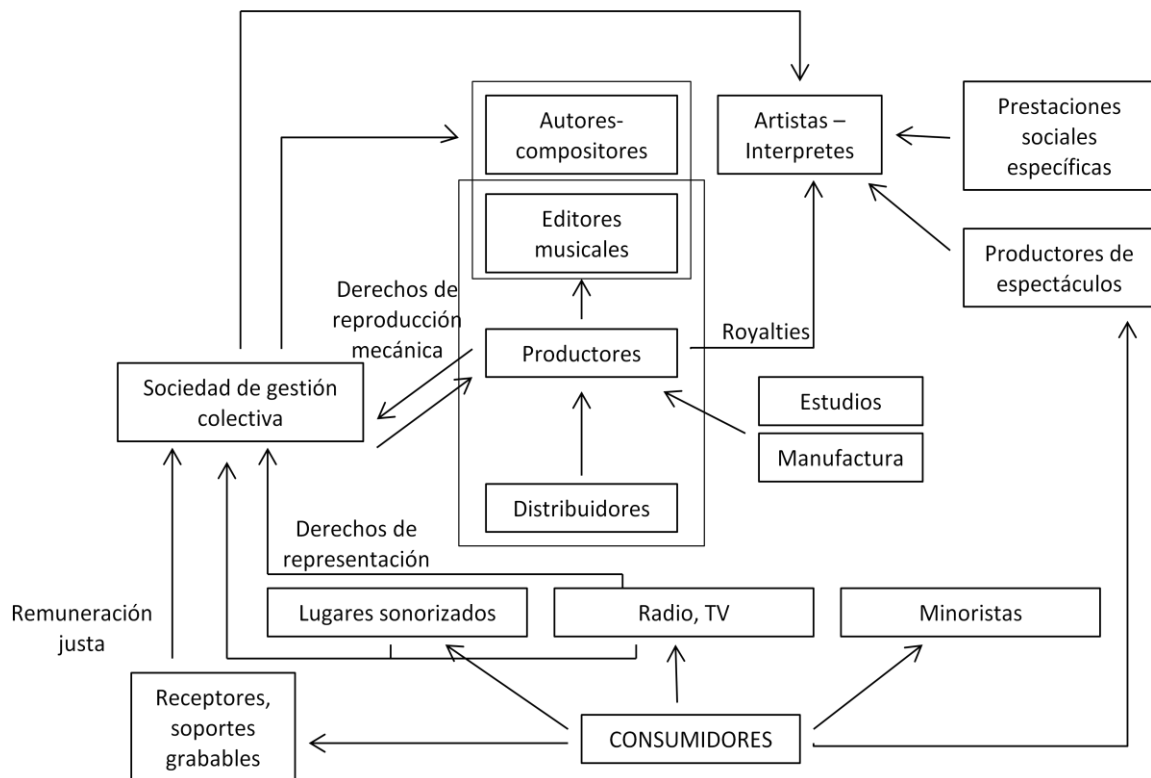 Autores-
compositores
Artistas –
Interpretes
Prestaciones
sociales
específicas
Editores
musicales
Productores de
espectáculos
Derechos de
reproducción
mecánica
Royalties
Productores
Sociedad de gestión
colectiva
Estudios
Manufactura
Distribuidores
Derechos de
representación
Remuneración
justa
Lugares sonorizados
Radio, TV
Minoristas
Receptores,
soportes
grabables
CONSUMIDORES